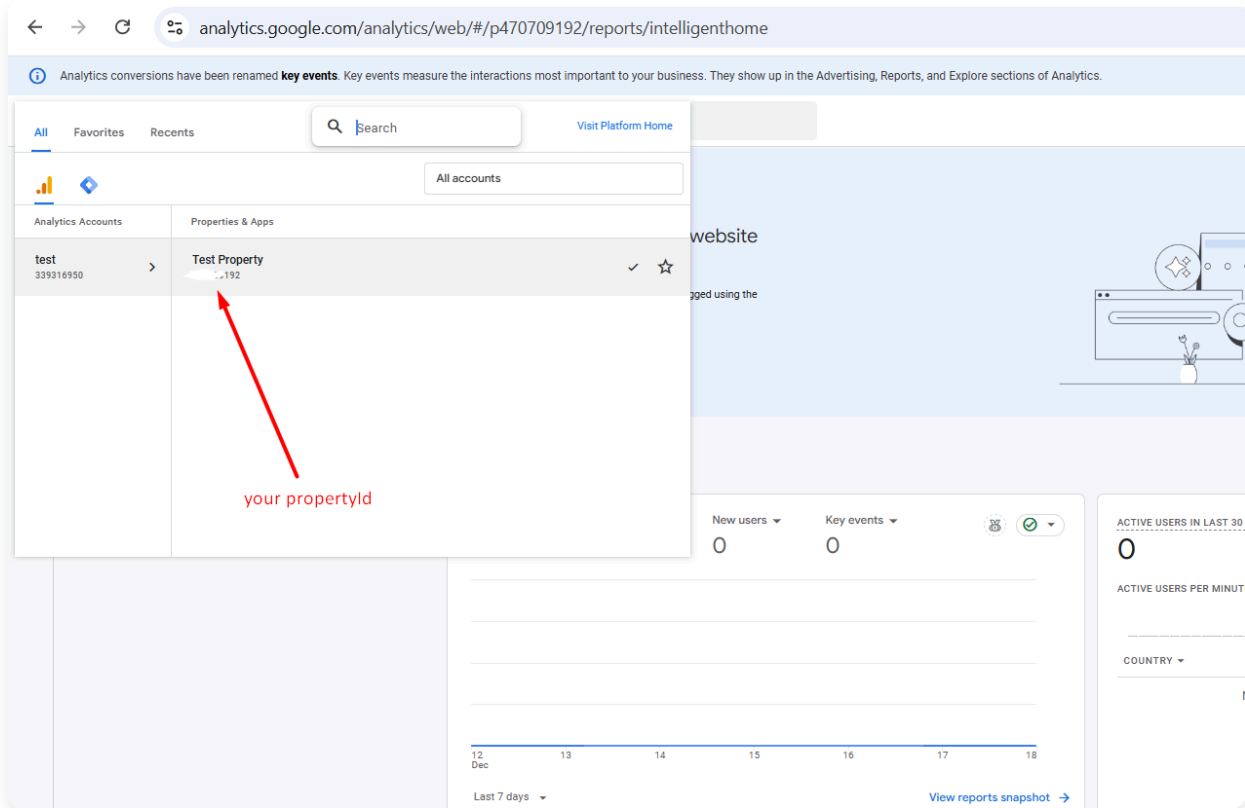 analytics.google.com/analytics/web/#/p470709192/reports/intelligenthome
Analytics conversions have been renamed key events. Key events measure the interactions most important to your business. They show up in the Advertising, Reports, and Explore sections of Analytics.
All Favorites Recents
Search
Visit Platform Home
All accounts
Analytics Accounts
Properties & Apps
test
339316950
Test Property
192
your propertyId
website
gged using the
New users
0
Key events
0
12
Dec
13
14
15
16
17
18
Last 7 days
View reports snapshot
ACTIVE USERS IN LAST 30
0
ACTIVE USERS PER MINUT
COUNTRY